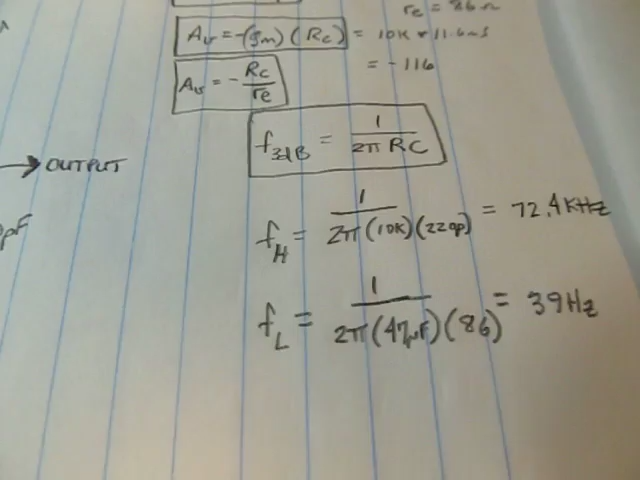 re = 86Ω
Av = -(gm)(Rc) = 10K * 11.6mS
= -116
Av = - Rc/re
f3dB = 1/2πRC
→ OUTPUT
pF
fH = 1/2π(10K)(220p) = 72.4KHz
fL = 1/2π(47μF)(86) = 39Hz